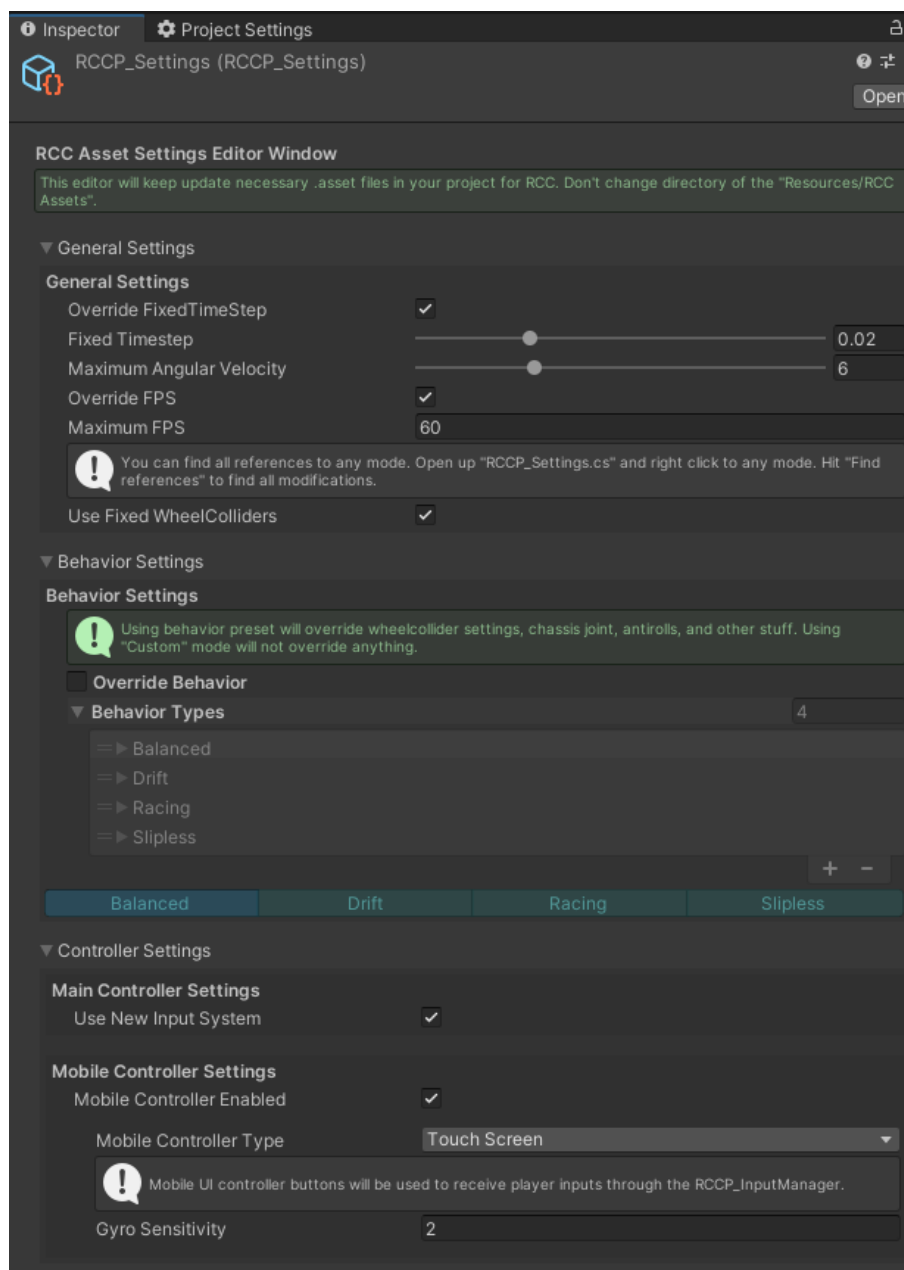 Inspector
Project Settings
RCCP_Settings (RCCP_Settings)
Open
RCC Asset Settings Editor Window
This editor will keep update necessary .asset files in your project for RCC. Don't change directory of the "Resources/RCC
Assets".
General Settings
General Settings
Override FixedTimeStep
Fixed Timestep 0.02
Maximum Angular Velocity 6
Override FPS
Maximum FPS 60
You can find all references to any mode. Open up "RCCP_Settings.cs" and right click to any mode. Hit "Find
references" to find all modifications.
Use Fixed WheelColliders
Behavior Settings
Behavior Settings
Using behavior preset will override wheelcollider settings, chassis joint, antirolls, and other stuff. Using
"Custom" mode will not override anything.
Override Behavior
Behavior Types 4
Balanced
Drift
Racing
Slipless
Balanced Drift Racing Slipless
Controller Settings
Main Controller Settings
Use New Input System
Mobile Controller Settings
Mobile Controller Enabled
Mobile Controller Type Touch Screen
Mobile UI controller buttons will be used to receive player inputs through the RCCP_InputManager.
Gyro Sensitivity 2